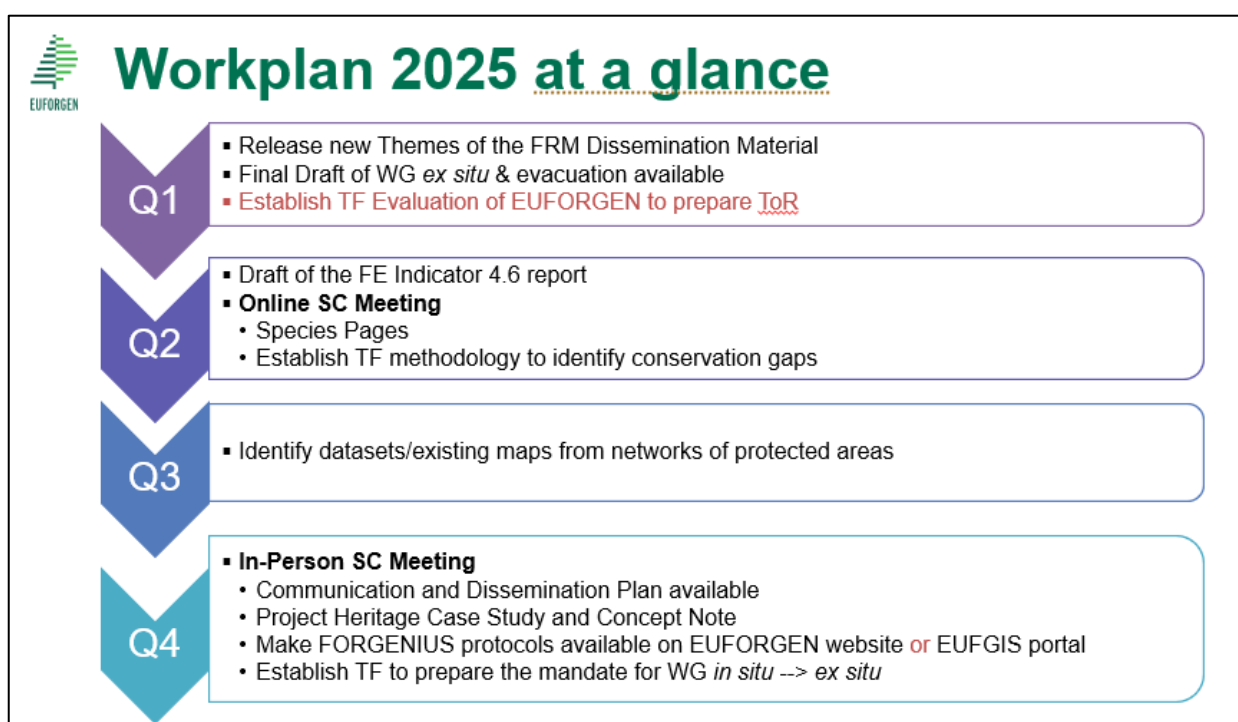 EUFORGEN
Workplan 2025 at a glance
Q1
▪ Release new Themes of the FRM Dissemination Material
▪ Final Draft of WG ex situ & evacuation available
▪ Establish TF Evaluation of EUFORGEN to prepare ToR
Q2
▪ Draft of the FE Indicator 4.6 report
▪ Online SC Meeting
• Species Pages
• Establish TF methodology to identify conservation gaps
Q3
▪ Identify datasets/existing maps from networks of protected areas
Q4
▪ In-Person SC Meeting
• Communication and Dissemination Plan available
• Project Heritage Case Study and Concept Note
• Make FORGENIUS protocols available on EUFORGEN website or EUFGIS portal
• Establish TF to prepare the mandate for WG in situ --> ex situ